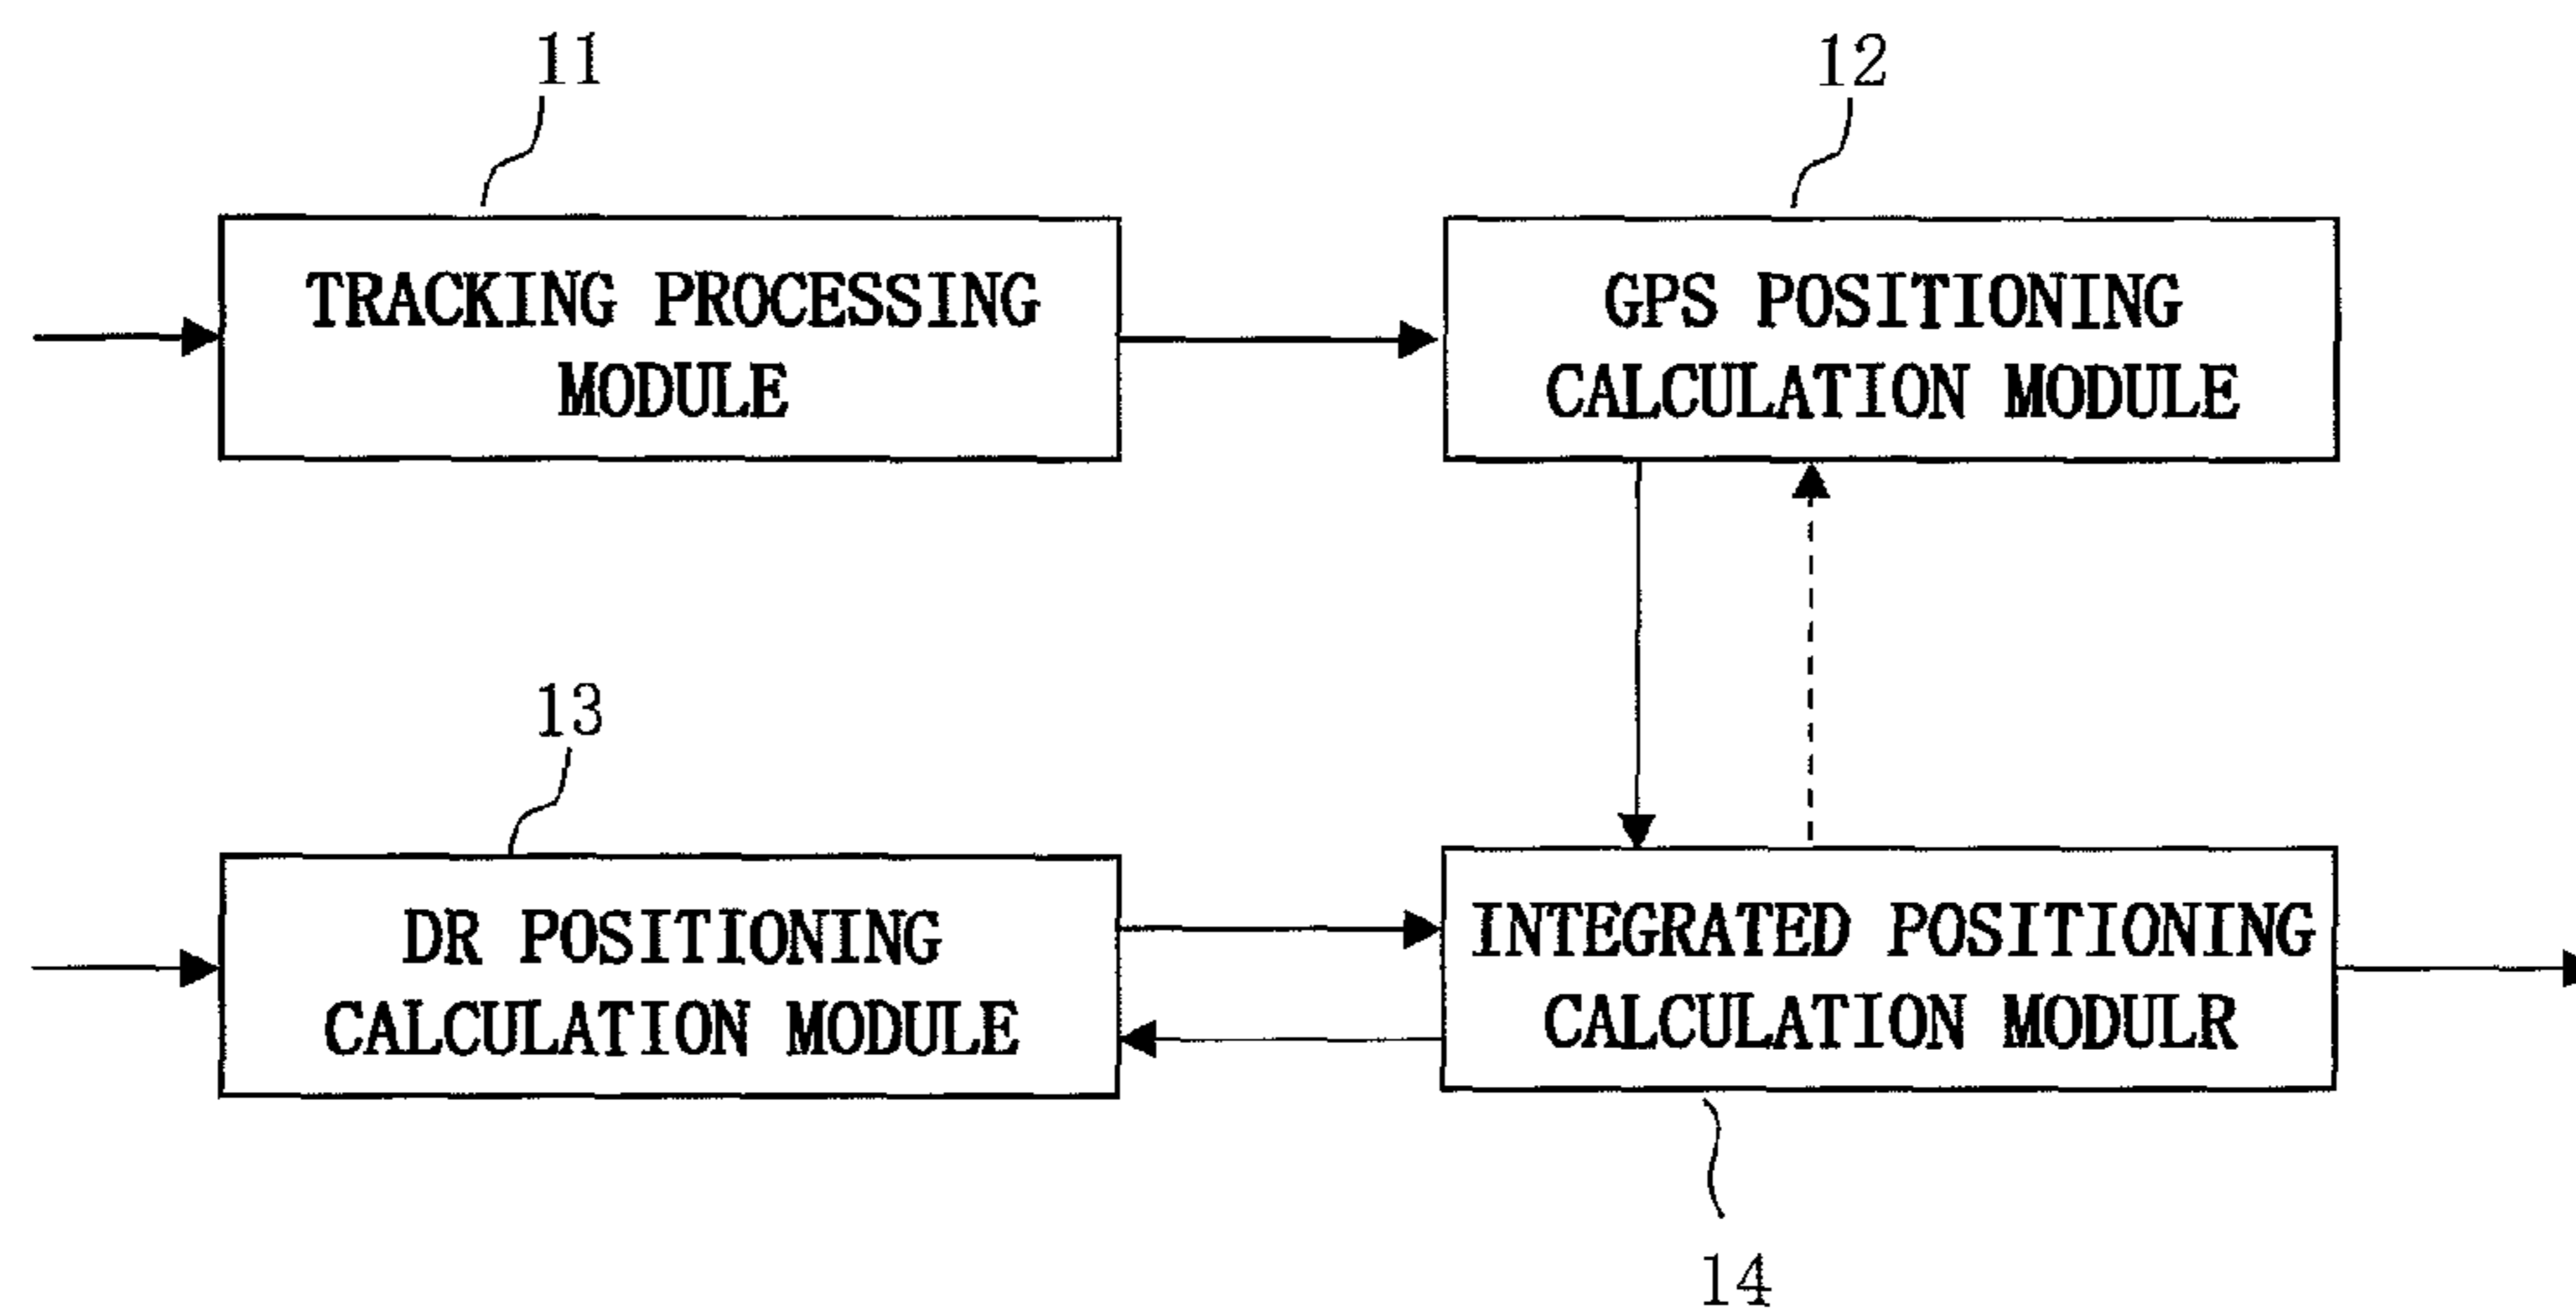 11
12
TRACKING PROCESSING
MODULE
GPS POSITIONING
CALCULATION MODULE
13
DR POSITIONING
CALCULATION MODULE
INTEGRATED POSITIONING
CALCULATION MODULR
14